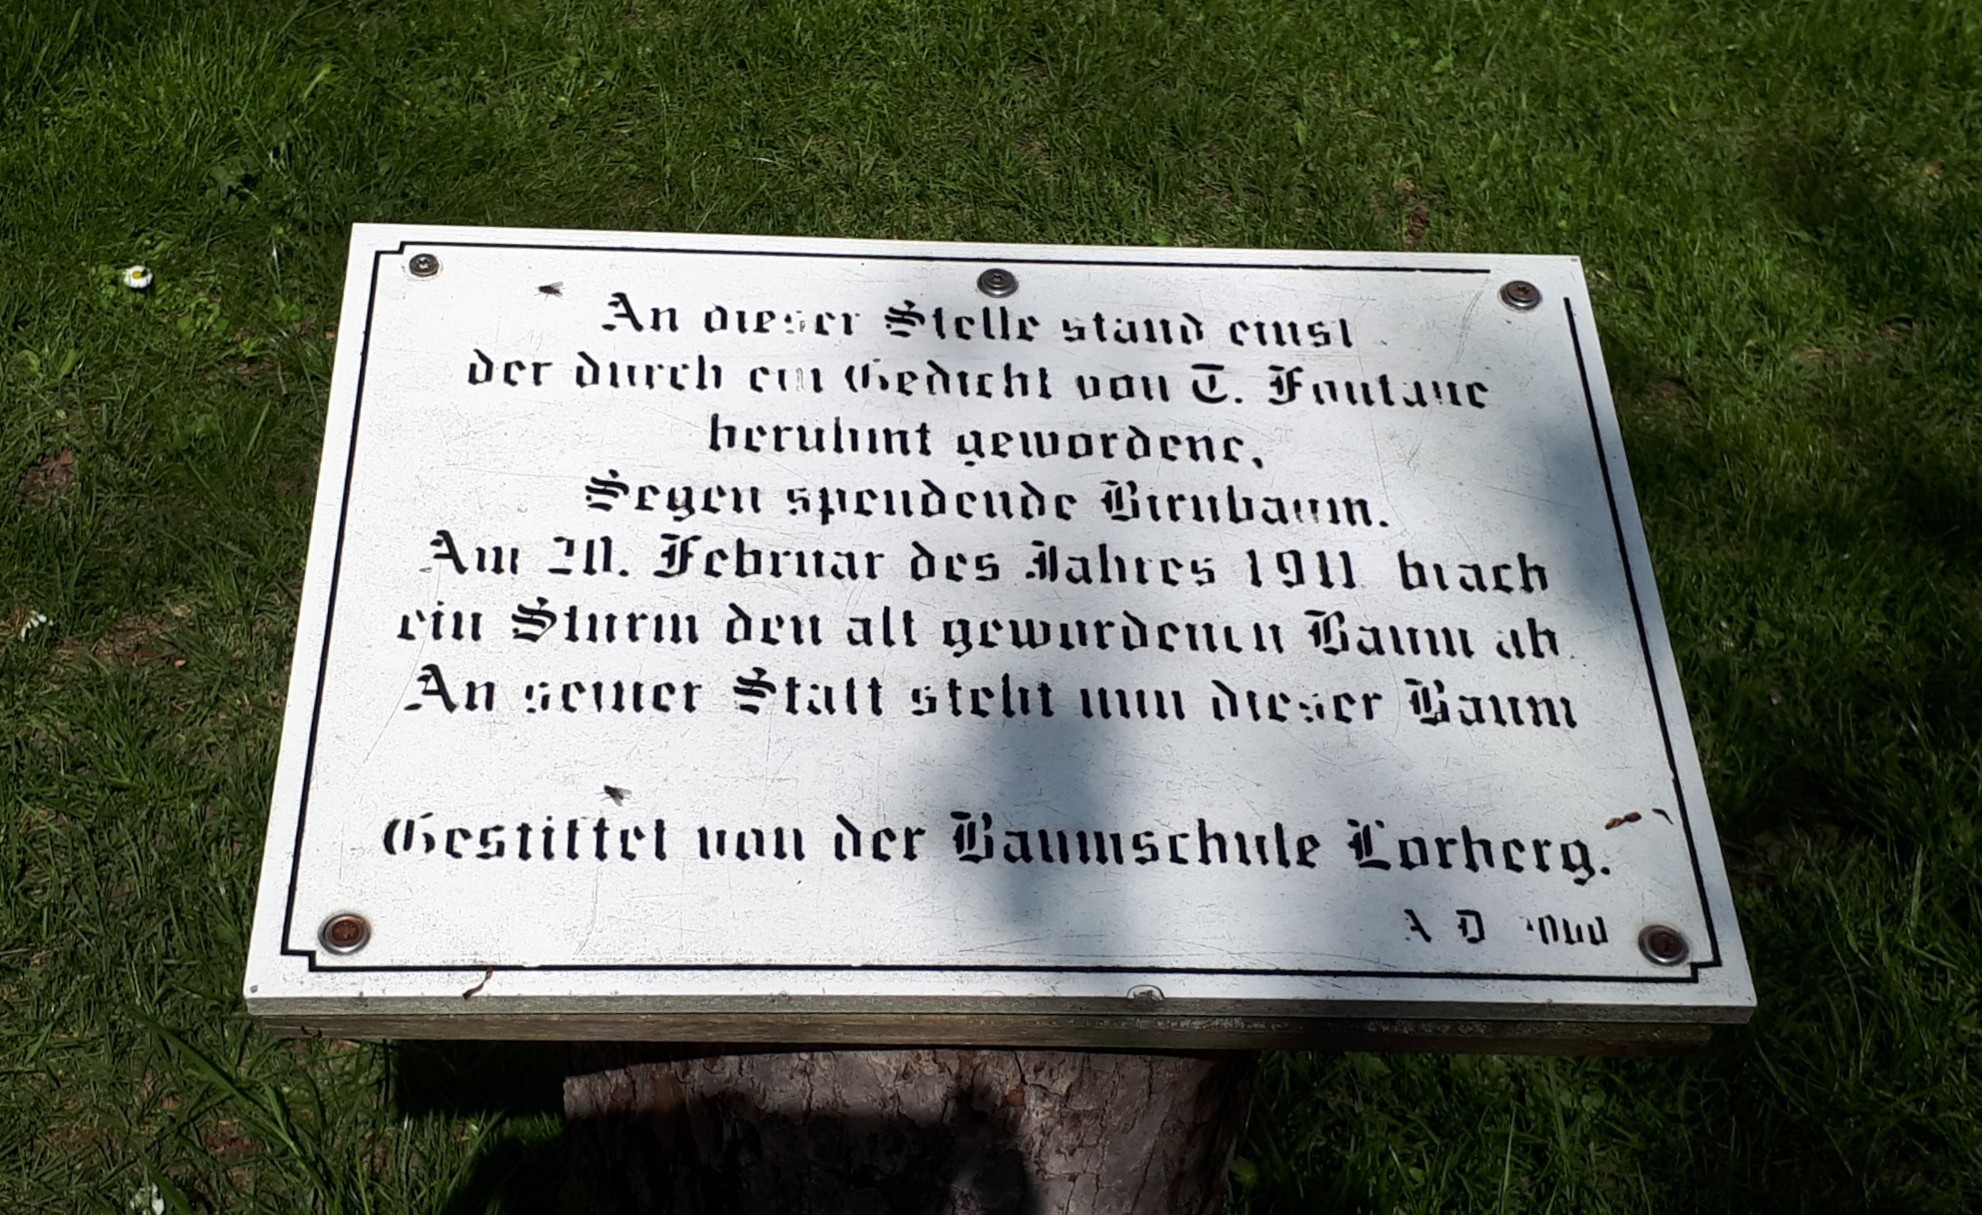 An dieser Stelle stand einst
der durch ein Gedicht von T. Fontane
beruhmt gewordene,
Segen spendende Birnbaum.
Am 20. Februar des Jahres 1911 brach
ein Sturm den alt gewordenen Baum ab.
An seiner Statt steht nun dieser Baum
Gestiftet von der Baumschule Lorberg.
A D